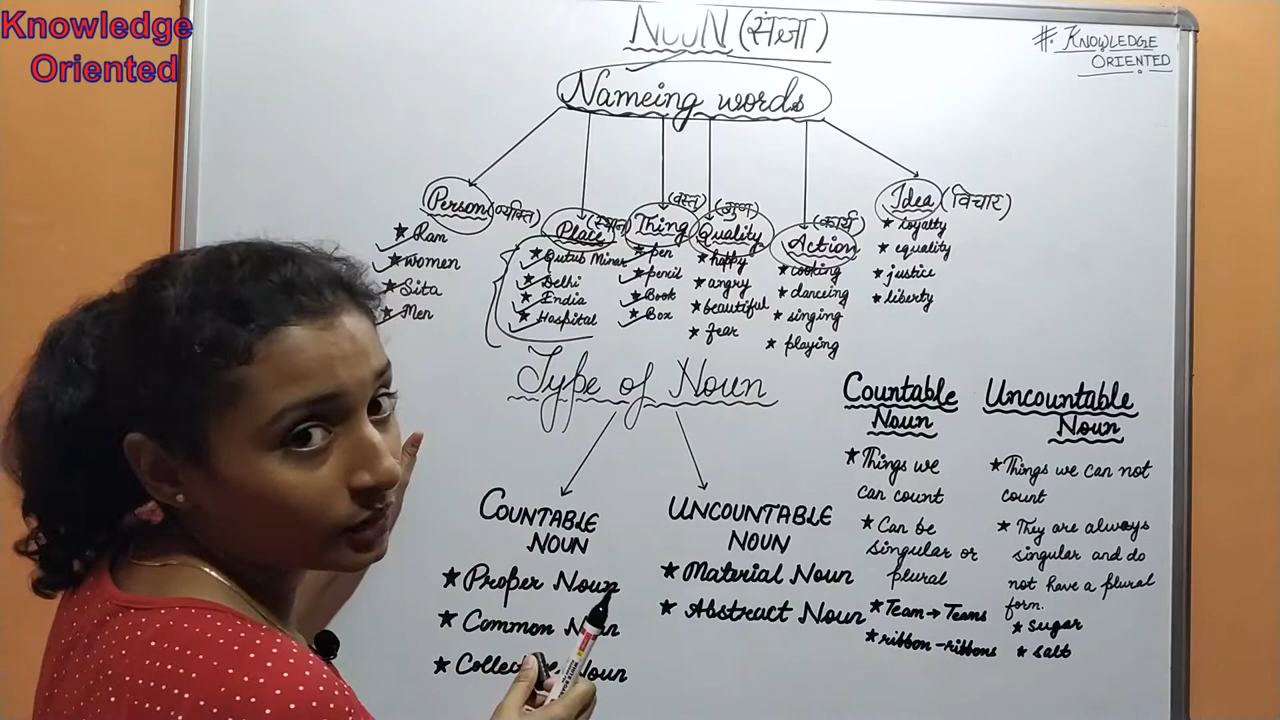 Knowledge
Oriented
NOUN (संज्ञा)
#. KNOWLEDGE
ORIENTED
Nameing words
Person (व्यक्ति)
★ Ram
★ women
★ Sita
★ Men
Place (स्थान)
★ Qutub Minar
★ Delhi
★ India
★ Hospital
Thing (वस्तु)
★ pen
★ pencil
★ Book
★ Box
Quality (गुण)
★ happy
★ angry
★ beautiful
★ fear
Action (कार्य)
★ cooking
★ danceing
★ singing
★ playing
Idea (विचार)
★ loyalty
★ equality
★ justice
★ liberty
Type of Noun
COUNTABLE
NOUN
★ Proper Noun
★ Common Noun
★ Collec Noun
UNCOUNTABLE
NOUN
★ Material Noun
★ Abstract Noun
Countable
Noun
★ Things we
can count
★ Can be
singular or
plural
★ Team → Teams
★ ribbon - ribbons
Uncountable
Noun
★ Things we can not
count
★ They are always
singular and do
not have a plural
form.
★ sugar
★ salt